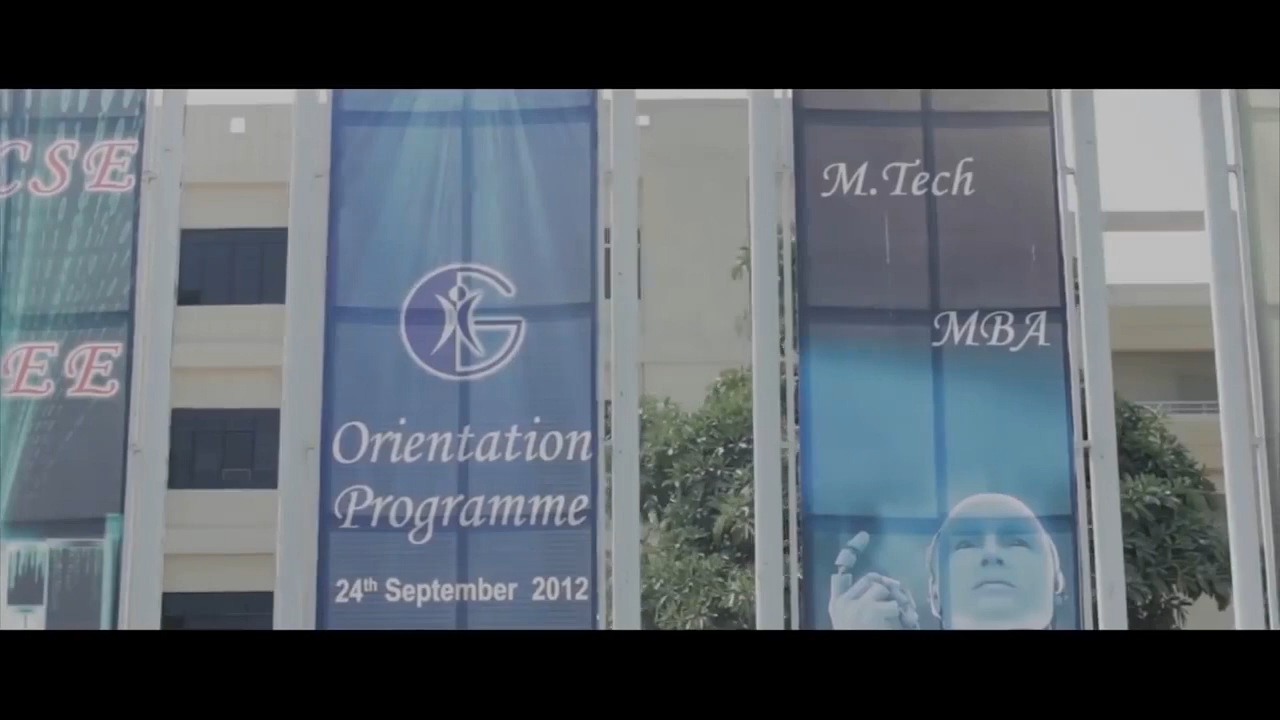 CSE
EE
G
Orientation
Programme
24th September 2012
M.Tech
MBA